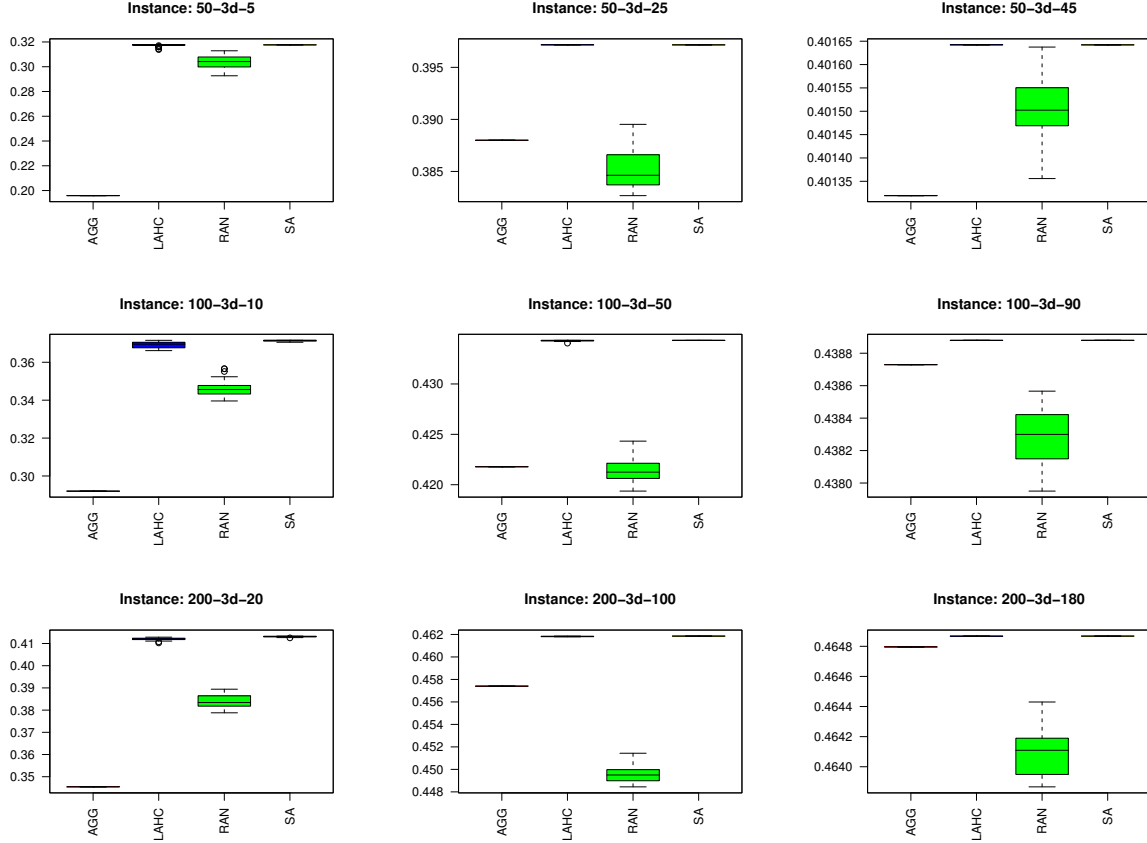 Instance: 50−3d−5
0.32
0.30
0.28
0.26
0.24
0.22
0.20
AGG
LAHC
RAN
SA
Instance: 50−3d−25
0.395
0.390
0.385
AGG
LAHC
RAN
SA
Instance: 50−3d−45
0.40165
0.40155
0.40150
0.40145
0.40140
0.40135
AGG
LAHC
RAN
SA
Instance: 100−3d−10
0.36
0.34
0.32
0.30
AGG
LAHC
RAN
SA
Instance: 100−3d−50
0.430
0.425
0.420
AGG
LAHC
RAN
SA
Instance: 100−3d−90
0.4388
0.4386
0.4384
0.4382
0.4380
AGG
LAHC
RAN
SA
Instance: 200−3d−20
0.41
0.40
0.39
0.38
0.37
0.36
0.35
AGG
LAHC
RAN
SA
Instance: 200−3d−100
0.462
0.460
0.458
0.456
0.454
0.452
0.450
0.448
AGG
LAHC
RAN
SA
Instance: 200−3d−180
0.4648
0.4646
0.4644
0.4642
0.4640
AGG
LAHC
RAN
SA